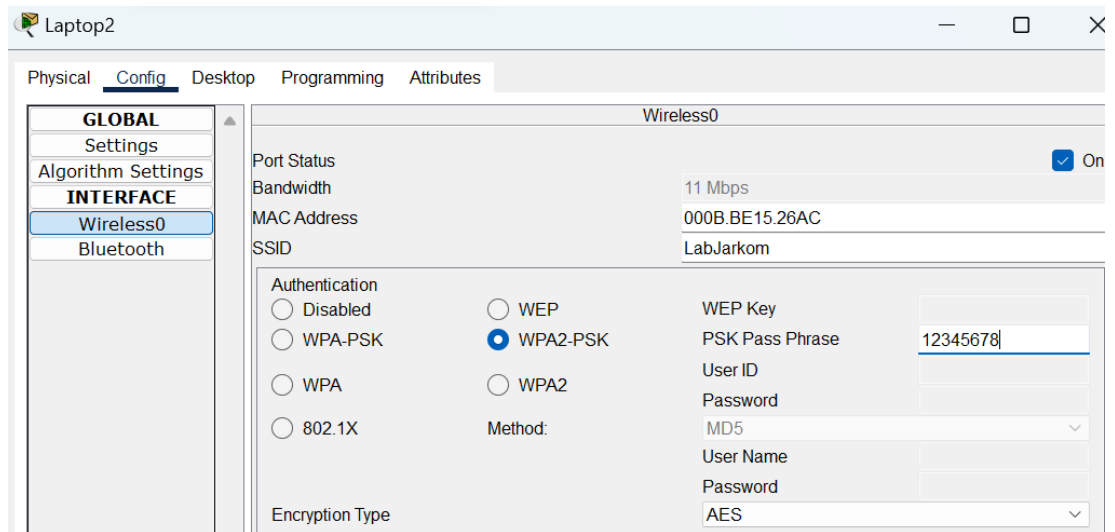 Laptop2
Physical Config Desktop Programming Attributes
GLOBAL
Settings
Algorithm Settings
INTERFACE
Wireless0
Bluetooth
Wireless0
Port Status On
Bandwidth 11 Mbps
MAC Address 000B.BE15.26AC
SSID LabJarkom
Authentication
Disabled WEP WEP Key
WPA-PSK WPA2-PSK PSK Pass Phrase 12345678
User ID
WPA WPA2
Password
802.1X Method: MD5
User Name
Password
Encryption Type AES